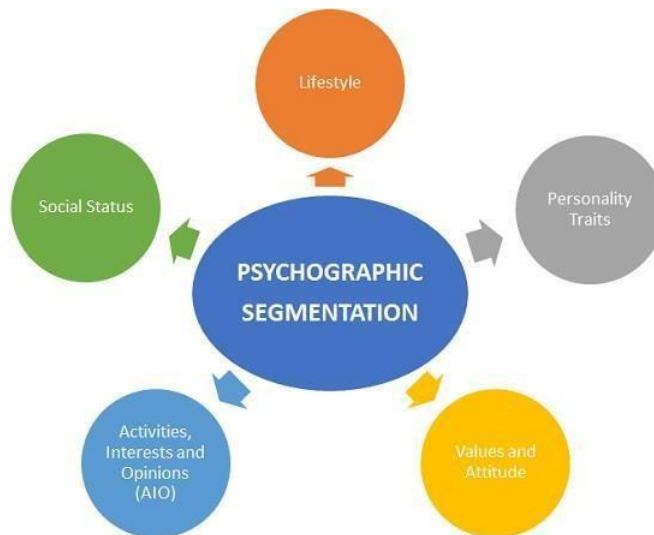 Lifestyle
Social Status
Personality
Traits
PSYCHOGRAPHIC
SEGMENTATION
Activities,
Interests and
Opinions
(AIO)
Values and
Attitude